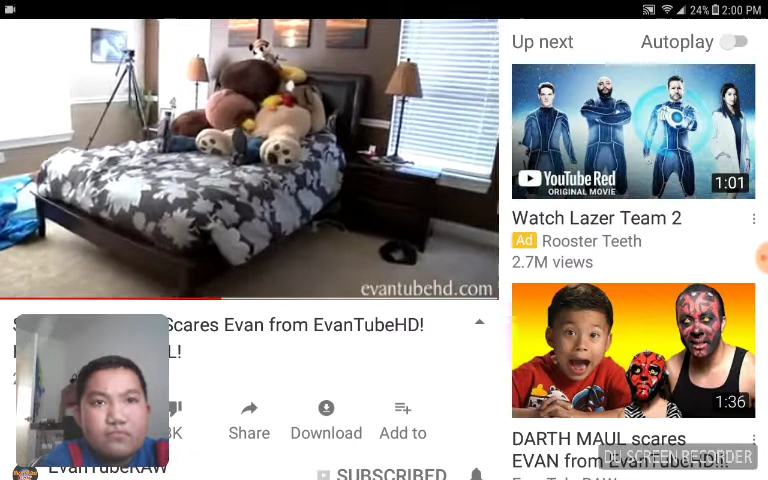 24% 2:00 PM
evantubehd.com
Scares Evan from EvanTubeHD!
L!
3K
Share
Download
Add to
EvanTubeRAW
SUBSCRIBED
Up next
Autoplay
YouTube Red
ORIGINAL MOVIE
1:01
Watch Lazer Team 2
Ad Rooster Teeth
2.7M views
1:36
DARTH MAUL scares
EVAN from EvanTubeHD!!!
DU SCREEN RECORDER